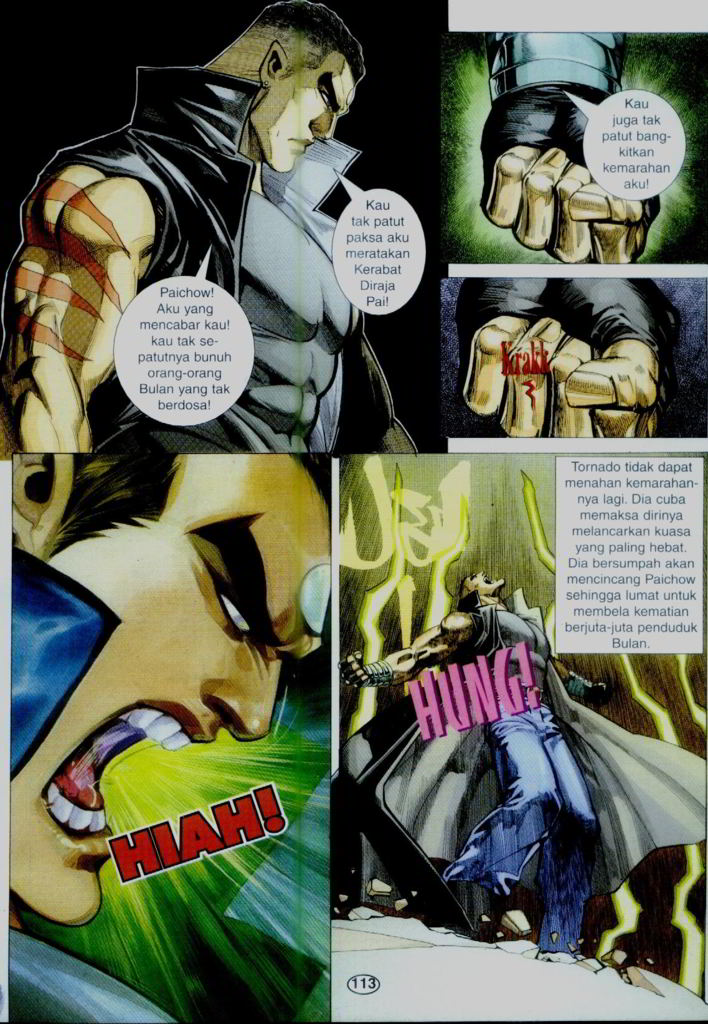 Paichow!
Aku yang
mencabar kau!
kau tak se-
patutnya bunuh
orang-orang
Bulan yang tak
berdosa!
Kau
tak patut
paksa aku
meratakan
Kerabat
Diraja
Pai!
Kau
juga tak
patut bang-
kitkan
kemarahan
aku!
Krakk
HIAH!
Tornado tidak dapat
menahan kemarahan-
nya lagi. Dia cuba
memaksa dirinya
melancarkan kuasa
yang paling hebat.
Dia bersumpah akan
mencincang Paichow
sehingga lumat untuk
membela kematian
berjuta-juta penduduk
Bulan.
HUNG!
113